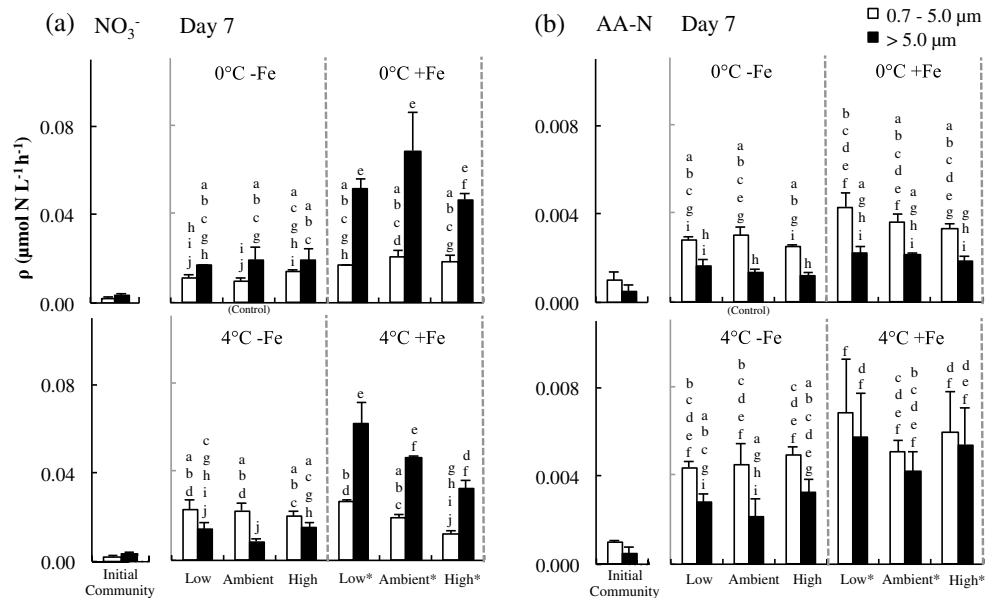 (a) NO₃⁻ Day 7
0.08
0.04
0.00
ρ (μmol N L⁻¹h⁻¹)
0°C -Fe
h
i
j
a
b
c
g
h
i
j
a
b
c
g
a
c
g
h
i
a
b
c
(Control)
0°C +Fe
a
b
c
g
h
e
a
b
c
d
e
a
b
c
g
e
f
0.08
0.04
0.00
4°C -Fe
a
b
d
c
g
h
i
j
a
b
d
j
a
b
c
a
c
g
h
4°C +Fe
b
d
e
a
b
c
e
f
g
h
i
j
d
f
Initial
Community
Low
Ambient
High
Low*
Ambient*
High*
(b) AA-N Day 7
0.7 - 5.0 μm
> 5.0 μm
0.008
0.004
0.000
0°C -Fe
a
b
c
g
i
h
i
a
b
c
e
g
h
a
b
g
i
h
(Control)
0°C +Fe
b
c
d
e
f
a
g
h
i
a
b
c
d
e
f
a
g
h
i
a
b
c
d
e
g
g
h
i
0.008
0.004
0.000
4°C -Fe
b
c
d
e
f
a
b
c
g
i
b
c
d
e
f
a
g
h
i
c
d
e
f
a
b
c
d
e
g
4°C +Fe
f
d
f
c
d
e
f
b
c
d
e
f
d
f
d
e
f
Initial
Community
Low
Ambient
High
Low*
Ambient*
High*